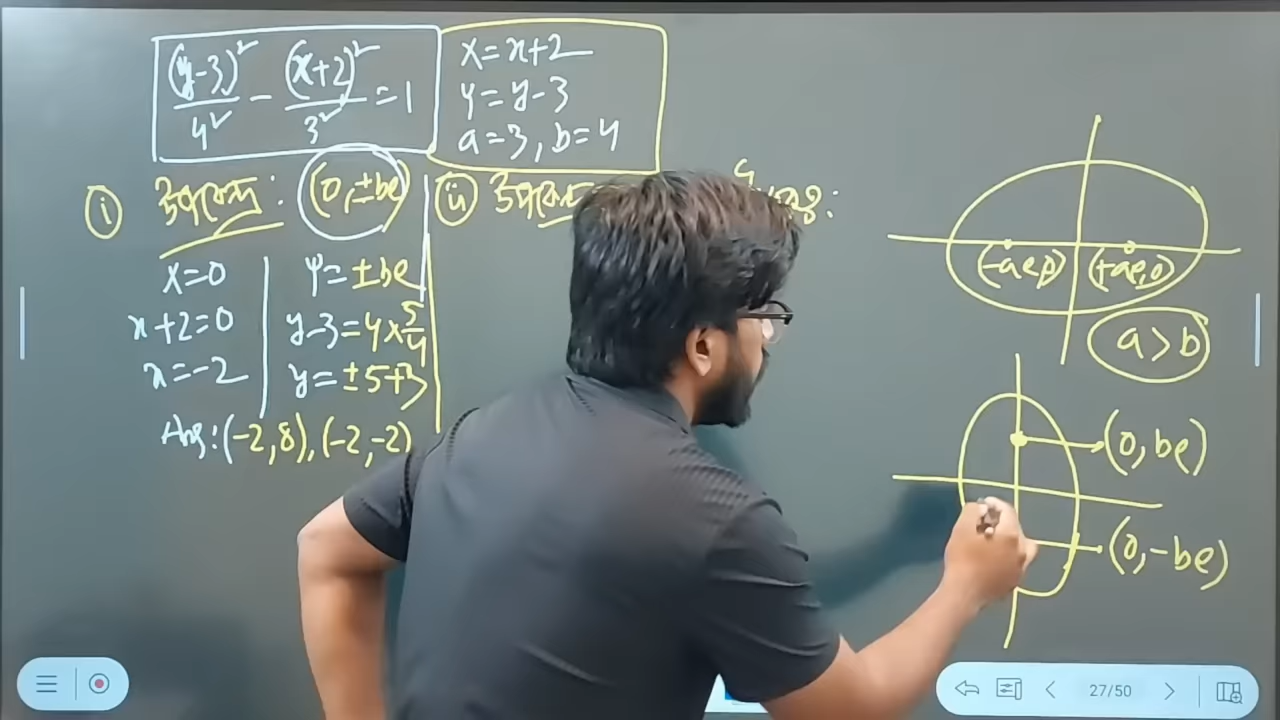 (y-3)²/4² - (x+2)²/3² = 1
X = x+2
Y = y-3
a = 3, b = 4
i উপকেন্দ্র : (0, ±be)
ii উপকেন্দ্র
X = 0
Y = ±be
x+2 = 0
y-3 = 4 × 5/4
x = -2
y = ±5+3
Ans: (-2, 8), (-2, -2)
(-ae, 0)
(+ae, 0)
a > b
(0, be)
(0, -be)
27/50